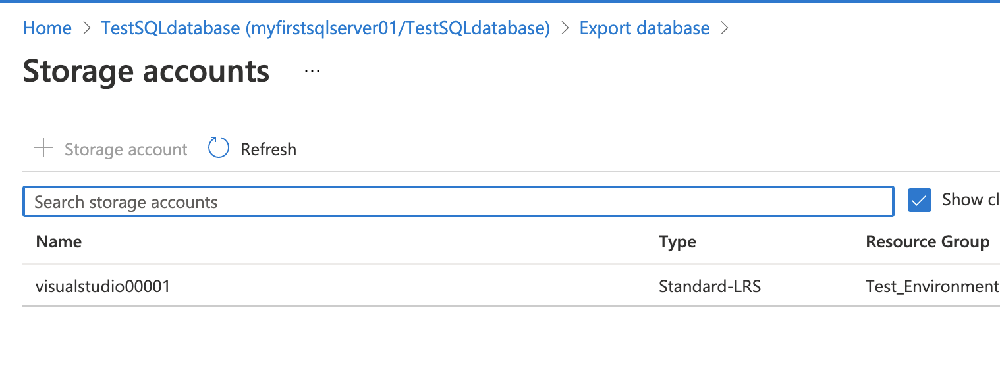 Home > TestSQLdatabase (myfirstsqlserver01/TestSQLdatabase) > Export database >
Storage accounts ...
+ Storage account Refresh
Search storage accounts Show cl
Name Type Resource Group
visualstudio00001 Standard-LRS Test_Environment